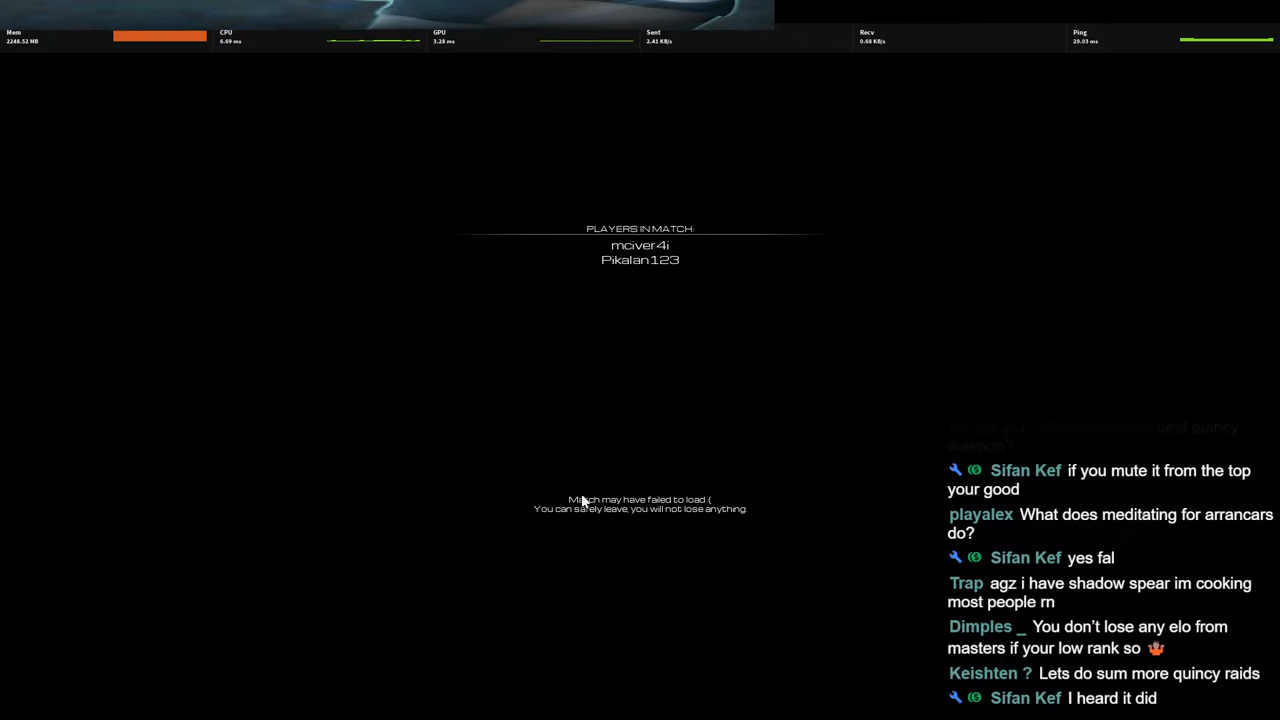 Mem CPU GPU Sent Recv Ping
2248.52 MB 6.69 ms 3.28 ms 2.41 KB/s 0.68 KB/s 29.03 ms
PLAYERS IN MATCH:
mciver4i
Pikalan123
Match may have failed to load :(
You can safely leave, you will not lose anything.
best quincy
weapon?
Sifan Kef if you mute it from the top
your good
playalex What does meditating for arrancars
do?
Sifan Kef yes fal
Trap agz i have shadow spear im cooking
most people rn
Dimples _ You don’t lose any elo from
masters if your low rank so
Keishten ? Lets do sum more quincy raids
Sifan Kef I heard it did